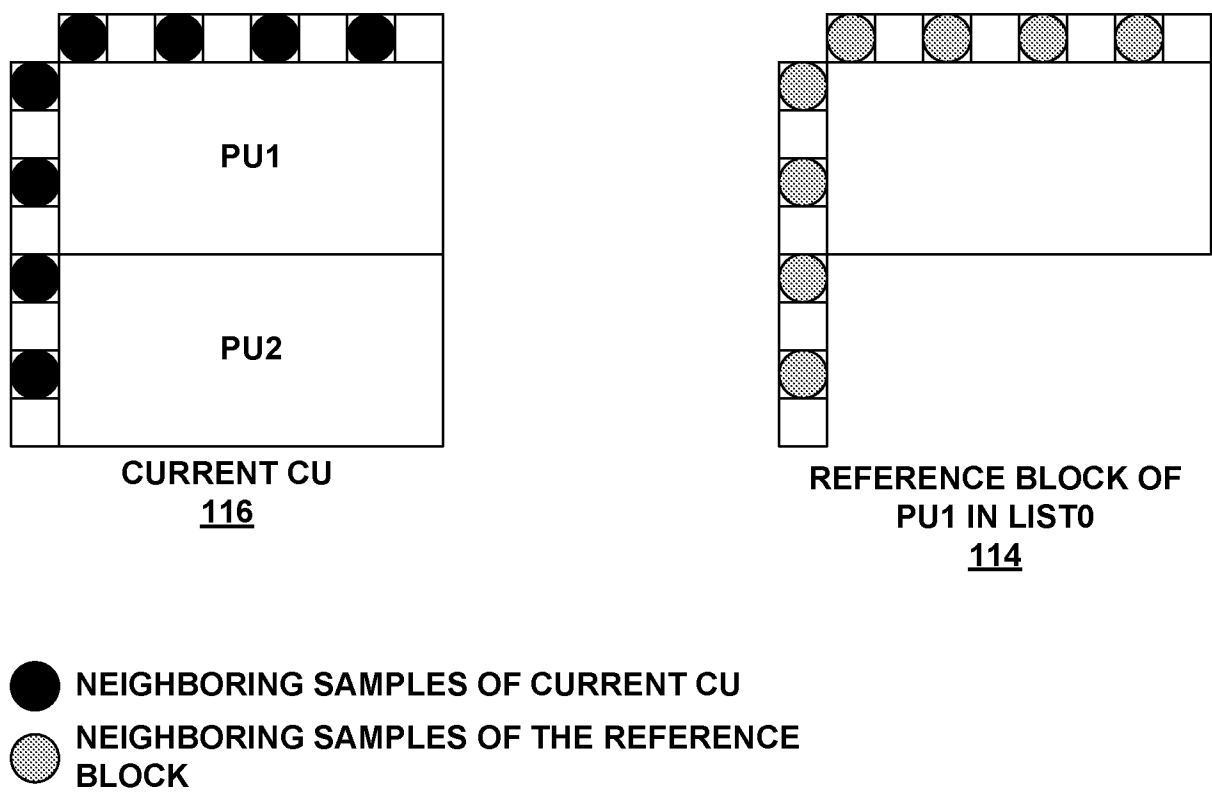 PU1
PU2
CURRENT CU
116
REFERENCE BLOCK OF
PU1 IN LIST0
114
NEIGHBORING SAMPLES OF CURRENT CU
NEIGHBORING SAMPLES OF THE REFERENCE
BLOCK